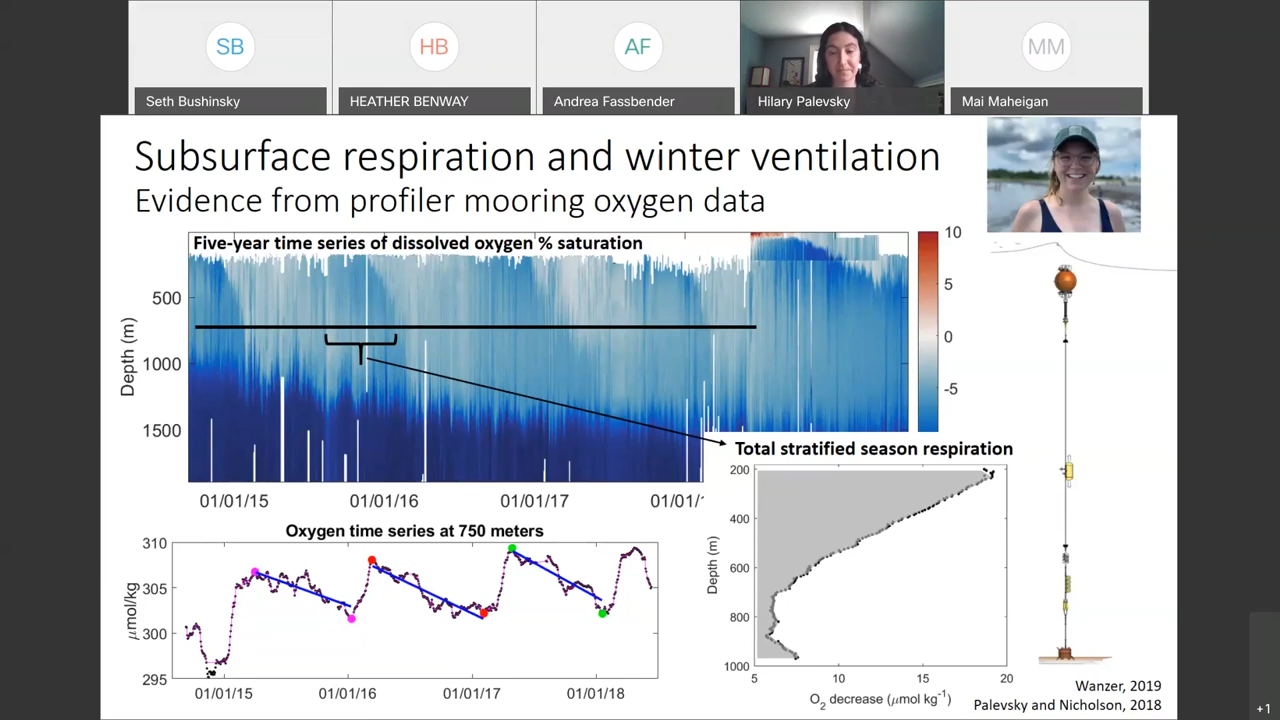 SB
HB
AF
MM
Seth Bushinsky
HEATHER BENWAY
Andrea Fassbender
Hilary Palevsky
Mai Maheigan
Subsurface respiration and winter ventilation
Evidence from profiler mooring oxygen data
Five-year time series of dissolved oxygen % saturation
10
5
0
-5
500
1000
1500
Depth (m)
01/01/15
01/01/16
01/01/17
01/01/
Total stratified season respiration
200
400
600
800
1000
Depth (m)
5
10
15
20
O2 decrease (μmol kg-1)
Oxygen time series at 750 meters
310
305
300
295
μmol/kg
01/01/15
01/01/16
01/01/17
01/01/18
Wanzer, 2019
Palevsky and Nicholson, 2018
+1